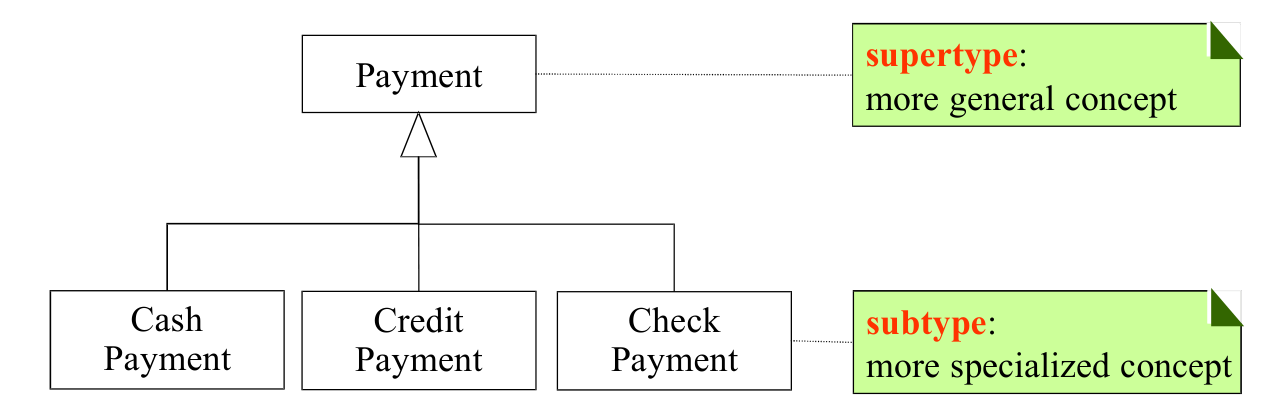 Payment
supertype:
more general concept
Cash
Payment
Credit
Payment
Check
Payment
subtype:
more specialized concept